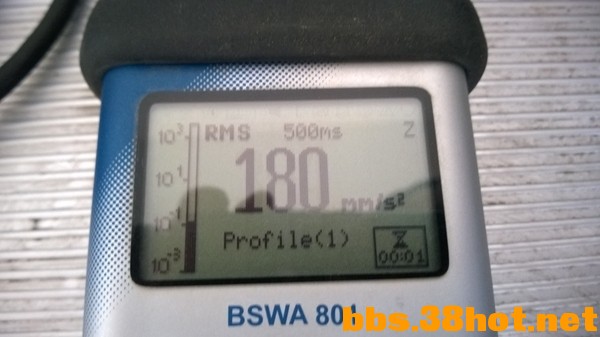 10³ RMS 500ms Z
10¹ 180 mm/s²
10⁻¹
Profile(1)
10⁻³ 00:01
BSWA 801
bbs.38hot.net